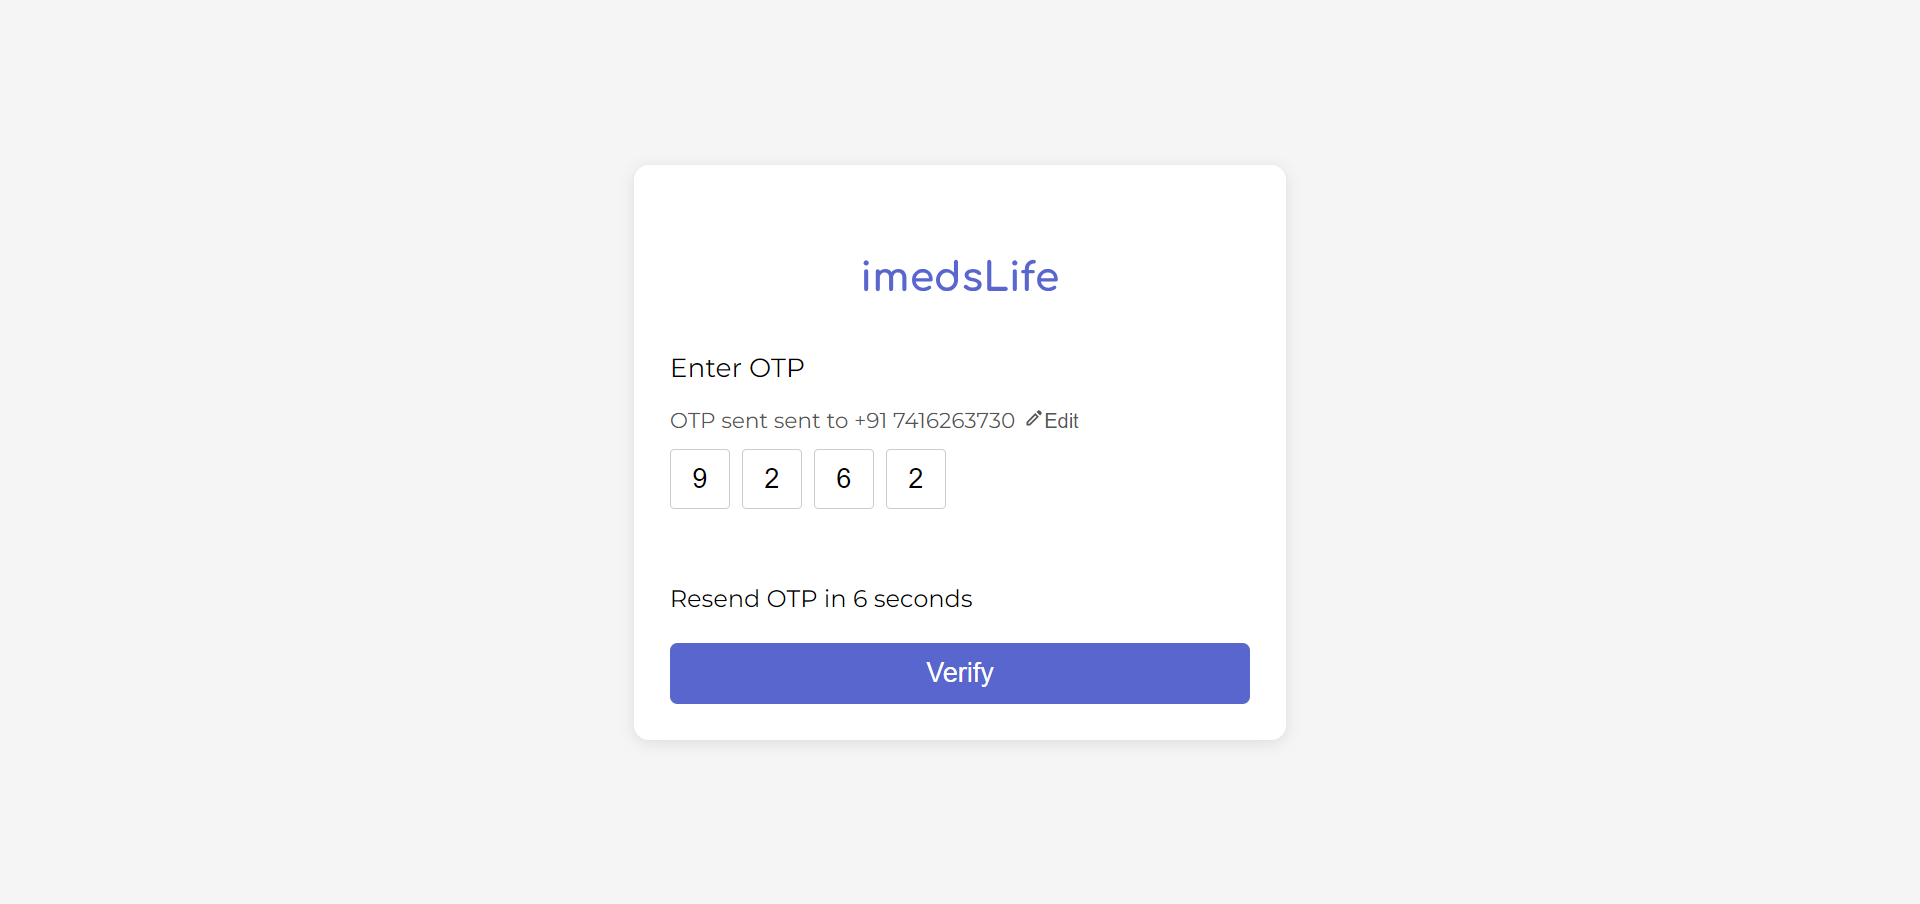 imedsLife
Enter OTP
OTP sent sent to +91 7416263730 Edit
9 2 6 2
Resend OTP in 6 seconds
Verify